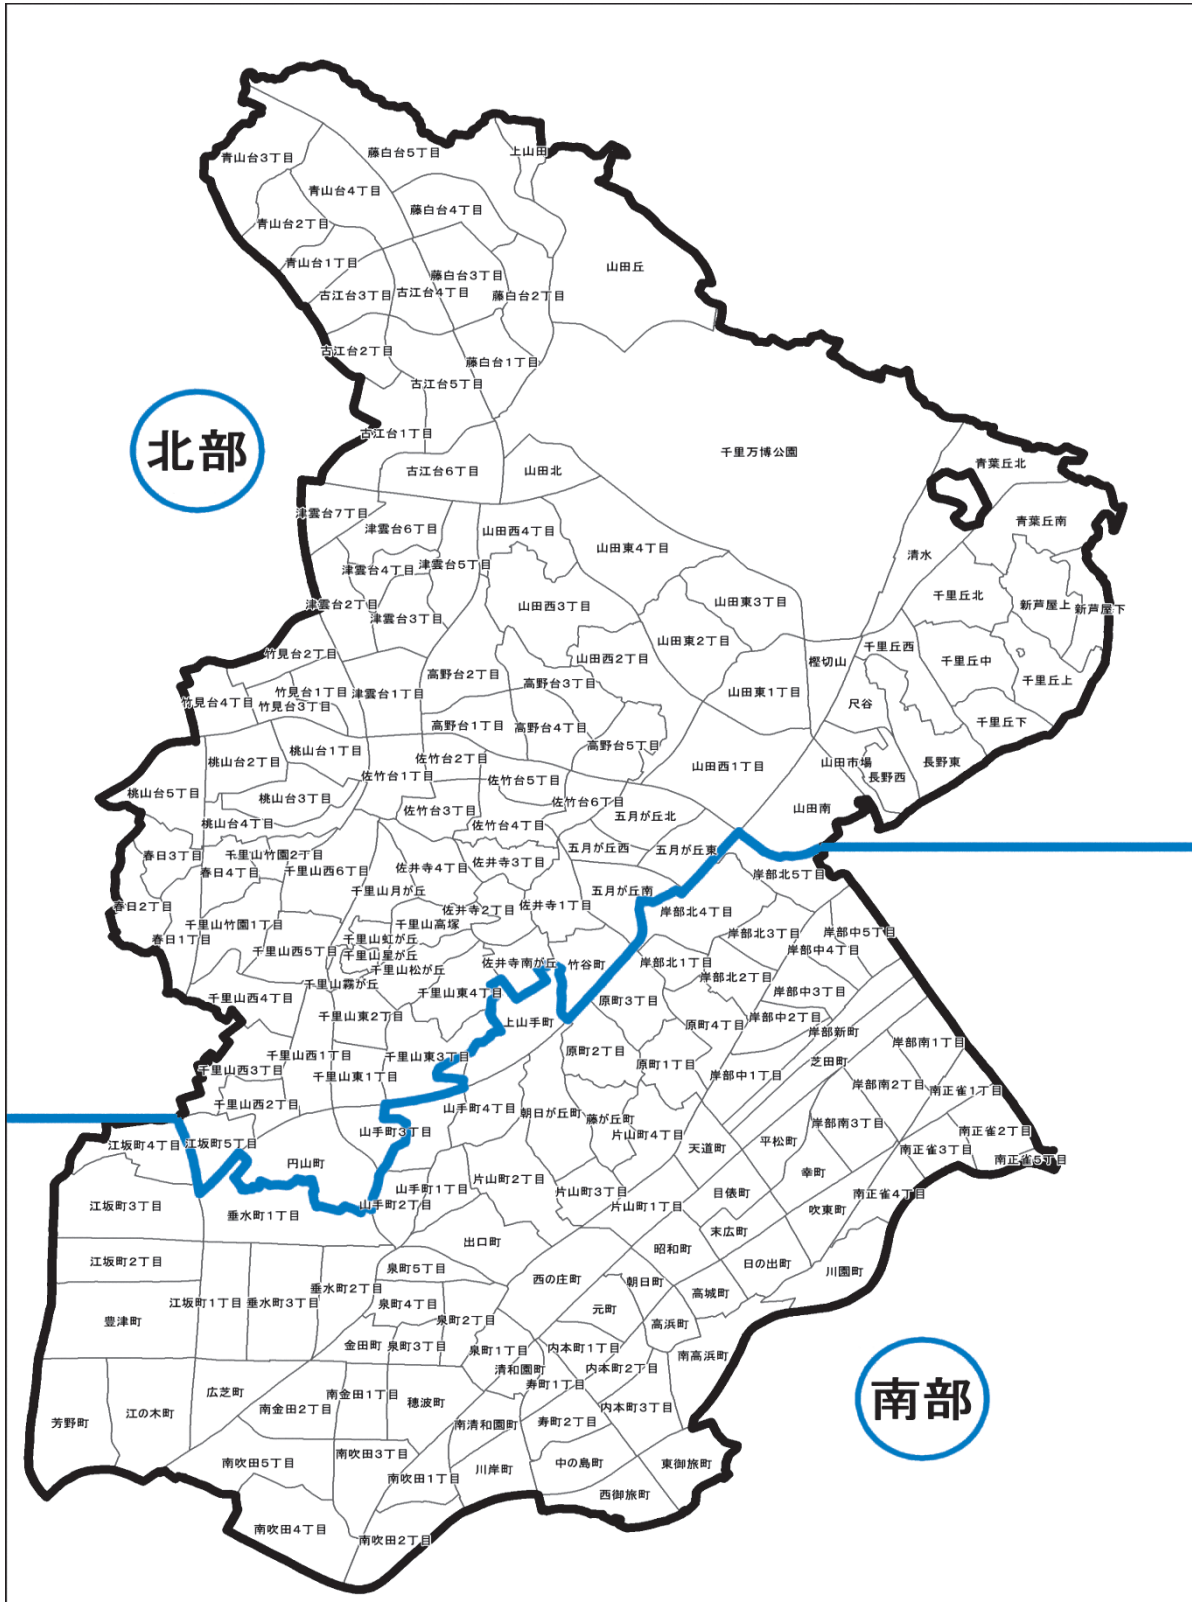 上山田
藤白台5丁目
青山台3丁目
青山台4丁目
藤白台4丁目
青山台2丁目
青山台1丁目
山田丘
藤白台3丁目
古江台3丁目
古江台4丁目
藤白台2丁目
古江台2丁目
藤白台1丁目
古江台5丁目
北部
古江台1丁目
千里万博公園
古江台6丁目
山田北
青葉丘北
津雲台7丁目
津雲台6丁目
山田西4丁目
青葉丘南
山田東4丁目
清水
津雲台4丁目
津雲台5丁目
千里丘北
津雲台2丁目
津雲台3丁目
山田西3丁目
山田東3丁目
新芦屋上
新芦屋下
山田東2丁目
千里丘西
竹見台2丁目
山田西2丁目
樫切山
千里丘中
高野台2丁目
高野台3丁目
千里丘上
竹見台1丁目
津雲台1丁目
山田東1丁目
竹見台4丁目
竹見台3丁目
尺谷
高野台1丁目
高野台4丁目
千里丘下
高野台5丁目
桃山台1丁目
桃山台2丁目
佐竹台2丁目
山田西1丁目
山田市場
長野東
佐竹台1丁目
佐竹台5丁目
長野西
桃山台5丁目
桃山台3丁目
佐竹台3丁目
佐竹台6丁目
山田南
桃山台4丁目
佐竹台4丁目
五月が丘北
春日3丁目
千里山竹園2丁目
五月が丘西
五月が丘東
春日4丁目
千里山西6丁目
佐井寺4丁目
佐井寺3丁目
岸部北5丁目
千里山月が丘
五月が丘南
春日2丁目
佐井寺2丁目
佐井寺1丁目
岸部北4丁目
千里山竹園1丁目
千里山高塚
岸部北3丁目
岸部中5丁目
春日1丁目
千里山虹が丘
千里山西5丁目
千里山星が丘
岸部中4丁目
千里山松が丘
佐井寺南が丘
竹谷町
岸部北1丁目
岸部北2丁目
千里山霧が丘
千里山東4丁目
岸部中3丁目
千里山西4丁目
原町3丁目
千里山東2丁目
上山手町
原町4丁目
岸部中2丁目
岸部新町
千里山西1丁目
千里山東3丁目
原町2丁目
岸部南1丁目
千里山西3丁目
千里山東1丁目
原町1丁目
岸部中1丁目
芝田町
岸部南2丁目
南正雀1丁目
千里山西2丁目
山手町4丁目
朝日が丘町
藤が丘町
岸部南3丁目
江坂町4丁目
江坂町5丁目
山手町3丁目
片山町4丁目
天道町
平松町
南正雀2丁目
円山町
南正雀3丁目
南正雀5丁目
山手町1丁目
片山町2丁目
片山町3丁目
目俵町
幸町
南正雀4丁目
江坂町3丁目
垂水町1丁目
山手町2丁目
片山町1丁目
吹東町
末広町
出口町
昭和町
江坂町2丁目
泉町5丁目
西の庄町
朝日町
日の出町
川園町
垂水町2丁目
高城町
江坂町1丁目
垂水町3丁目
泉町4丁目
元町
豊津町
泉町2丁目
高浜町
金田町
泉町3丁目
泉町1丁目
内本町1丁目
南高浜町
清和園町
内本町2丁目
寿町1丁目
広芝町
南金田1丁目
南部
穂波町
南金田2丁目
内本町3丁目
江の木町
芳野町
南清和園町
寿町2丁目
南吹田3丁目
南吹田5丁目
川岸町
中の島町
東御旅町
南吹田1丁目
西御旅町
南吹田4丁目
南吹田2丁目